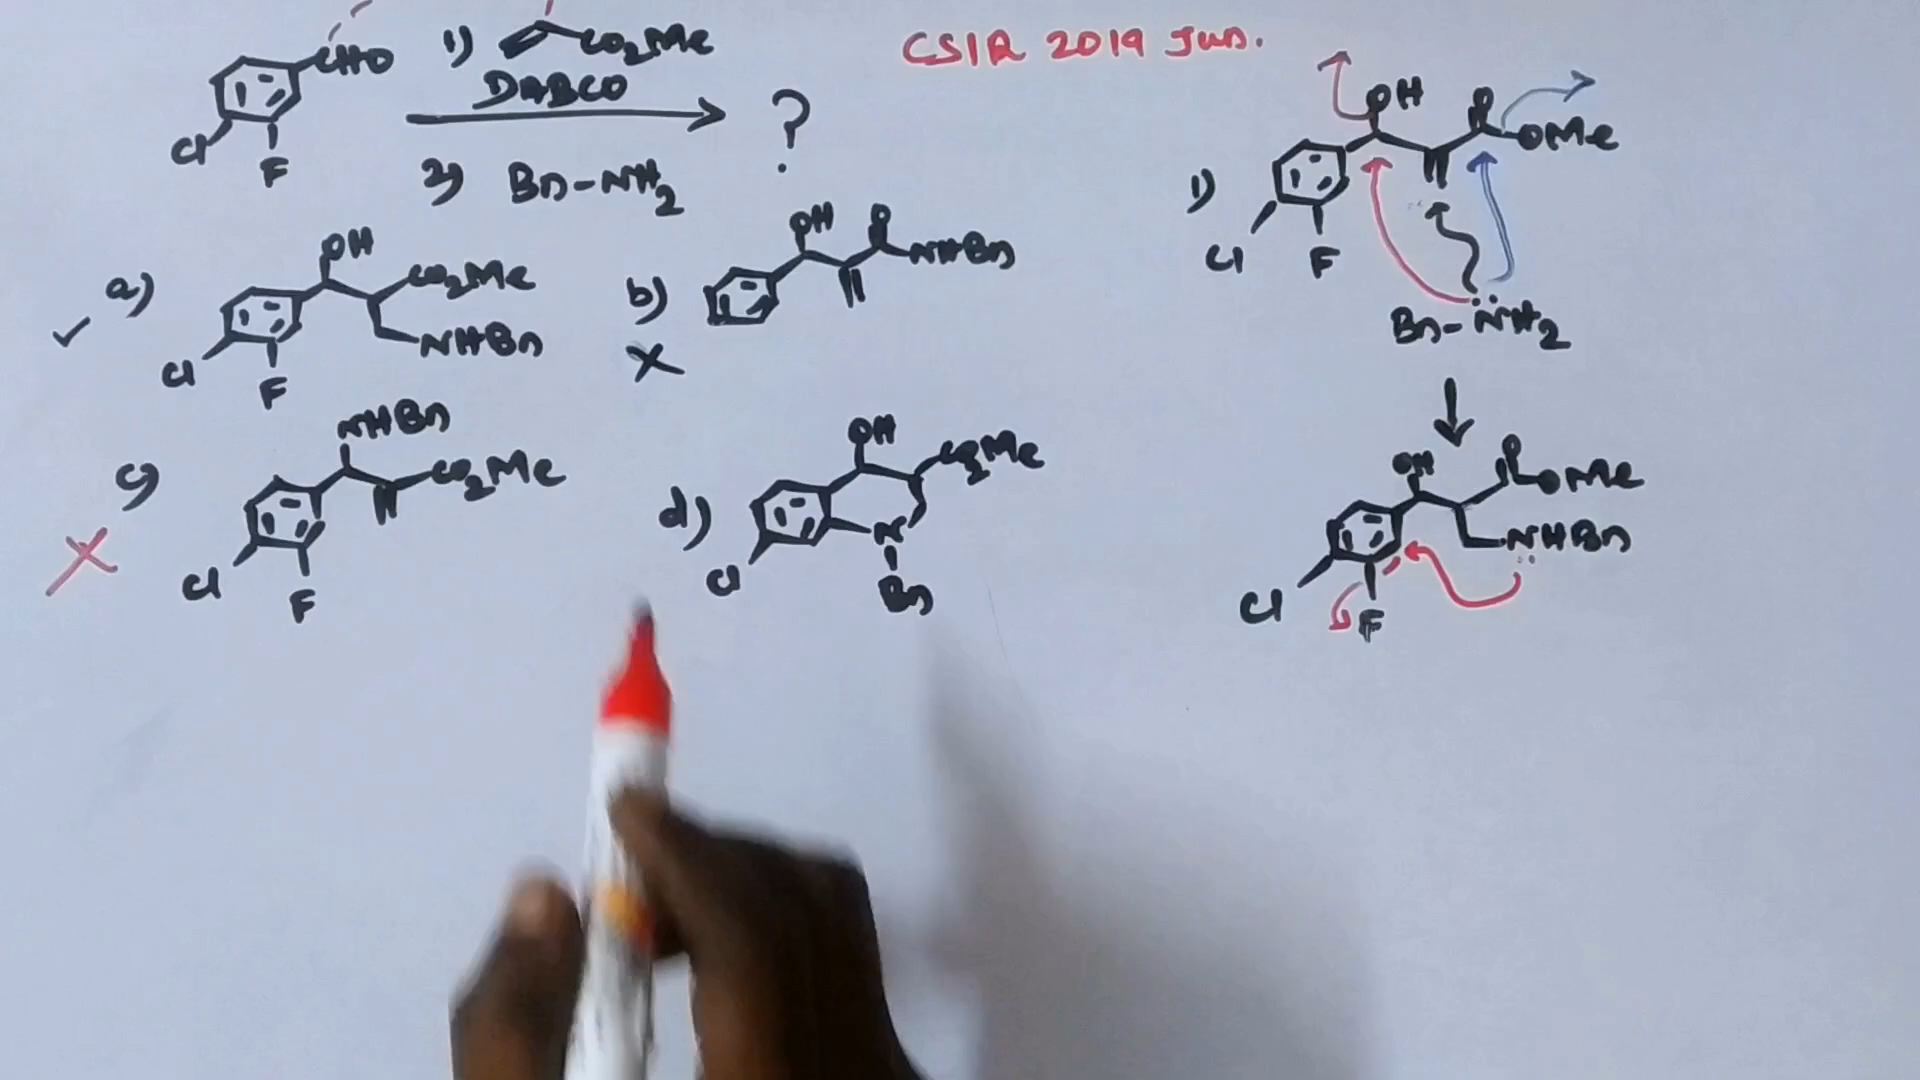 CHO 1) CO2Me
DABCO
Cl F
2) Bn-NH2
?
CSIR 2019 Jun.
OH O
OMe
1)
Cl F
Bn-NH2
a) OH
CO2Me
NHBn
Cl F
b) OH O
NHBn
c) NHBn
CO2Me
Cl F
d) OH
CO2Me
N
Cl Bn
OH O
OMe
NHBn
Cl F